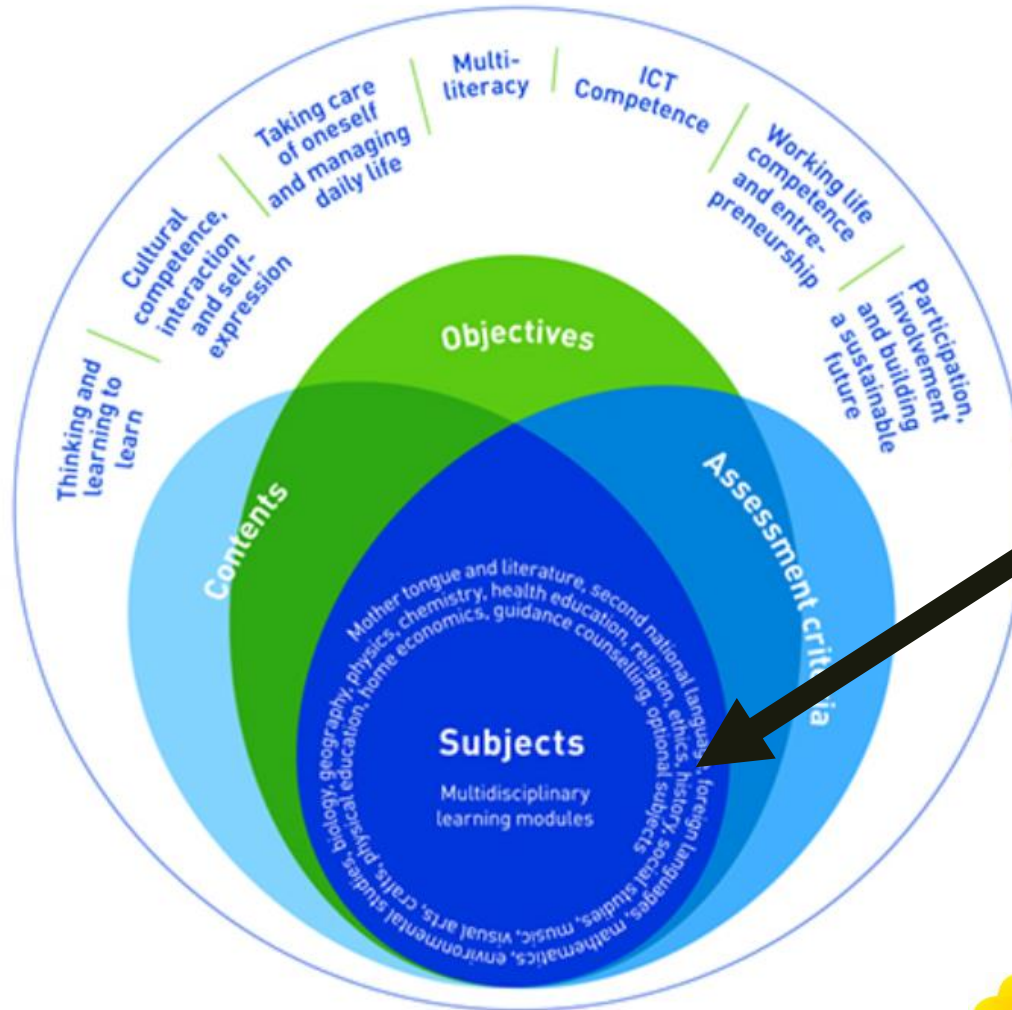 Thinking and
learning to
learn
Cultural
competence,
interaction
and self-
expression
Taking care
of oneself
and managing
daily life
Multi-
literacy
ICT
Competence
Working life
competence
and entre-
preneurship
Participation,
involvement
and building
a sustainable
future
Objectives
Contents
Assessment criteria
Mother tongue and literature, second national language, foreign languages, mathematics, environmental studies, biology,
geography, physics, chemistry, health education, religion, ethics, history, social studies, music, visual arts, crafts, physical education,
home economics, guidance counselling, optional subjects
Subjects
Multidisciplinary
learning modules